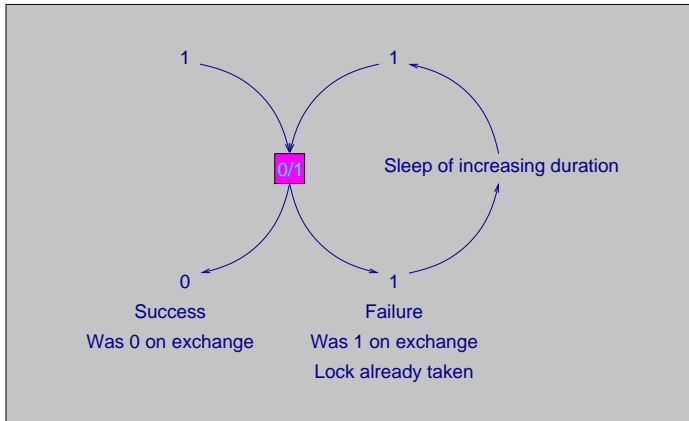 1
1
0/1
Sleep of increasing duration
0
1
Success
Failure
Was 0 on exchange
Was 1 on exchange
Lock already taken